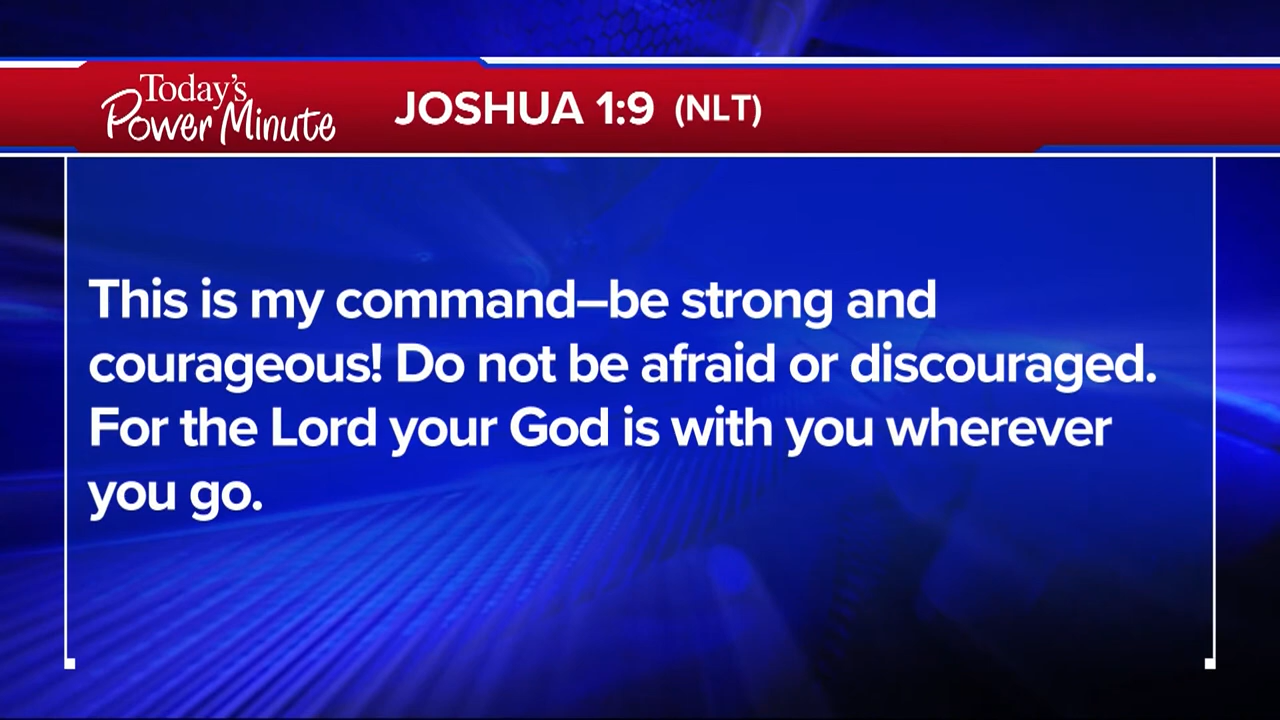 Today's
Power Minute
JOSHUA 1:9 (NLT)
This is my command–be strong and
courageous! Do not be afraid or discouraged.
For the Lord your God is with you wherever
you go.